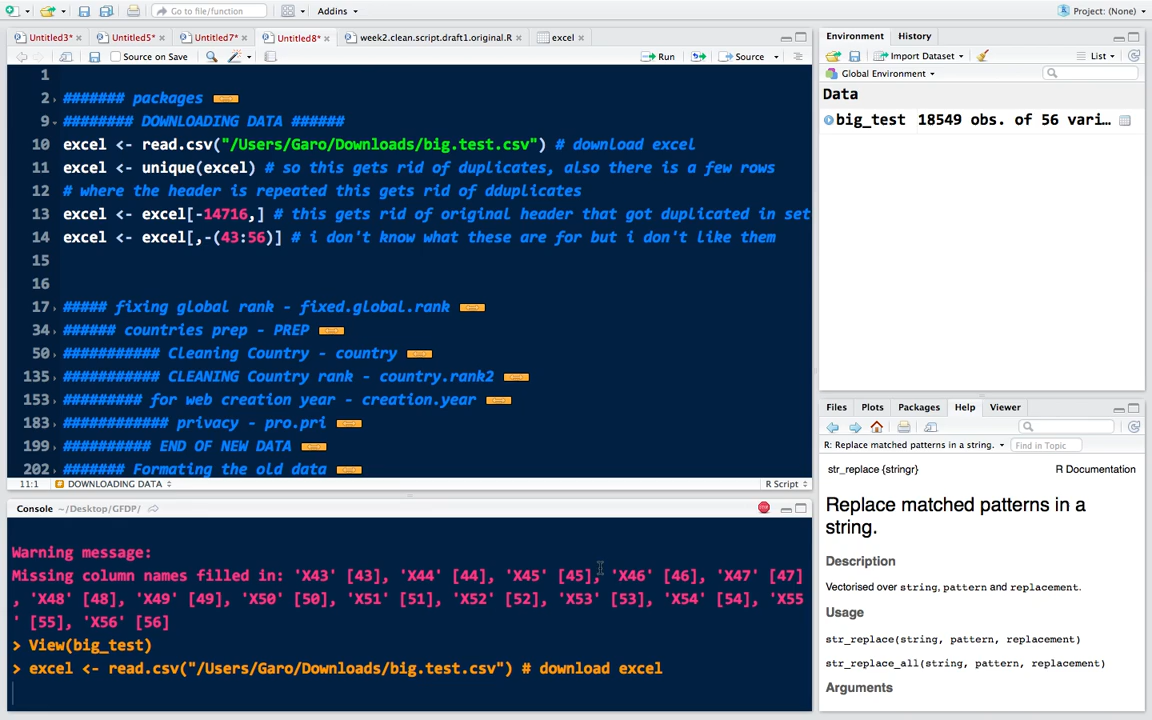 Go to file/function
Addins
Project: (None)
Untitled3*
Untitled5*
Untitled7*
Untitled8*
week2.clean.script.draft1.original.R
excel
Source on Save
Run
Source
1
2 ####### packages
9 ######## DOWNLOADING DATA ######
10 excel <- read.csv("/Users/Garo/Downloads/big.test.csv") # download excel
11 excel <- unique(excel) # so this gets rid of duplicates, also there is a few rows
12 # where the header is repeated this gets rid of dduplicates
13 excel <- excel[-14716,] # this gets rid of original header that got duplicated in set
14 excel <- excel[,-(43:56)] # i don't know what these are for but i don't like them
15
16
17 ##### fixing global rank - fixed.global.rank
34 ###### countries prep - PREP
50 ########### Cleaning Country - country
135 ########### CLEANING Country rank - country.rank2
153 ########## for web creation year - creation.year
183 ############ privacy - pro.pri
199 ########## END OF NEW DATA
202 ####### Formating the old data
11:1
DOWNLOADING DATA
R Script
Console ~/Desktop/GFDP/
Warning message:
Missing column names filled in: 'X43' [43], 'X44' [44], 'X45' [45], 'X46' [46], 'X47' [47]
, 'X48' [48], 'X49' [49], 'X50' [50], 'X51' [51], 'X52' [52], 'X53' [53], 'X54' [54], 'X55
' [55], 'X56' [56]
> View(big_test)
> excel <- read.csv("/Users/Garo/Downloads/big.test.csv") # download excel
Environment
History
Import Dataset
List
Global Environment
Data
big_test 18549 obs. of 56 vari…
Files
Plots
Packages
Help
Viewer
R: Replace matched patterns in a string.
Find in Topic
str_replace {stringr}
R Documentation
Replace matched patterns in a
string.
Description
Vectorised over string, pattern and replacement.
Usage
str_replace(string, pattern, replacement)
str_replace_all(string, pattern, replacement)
Arguments